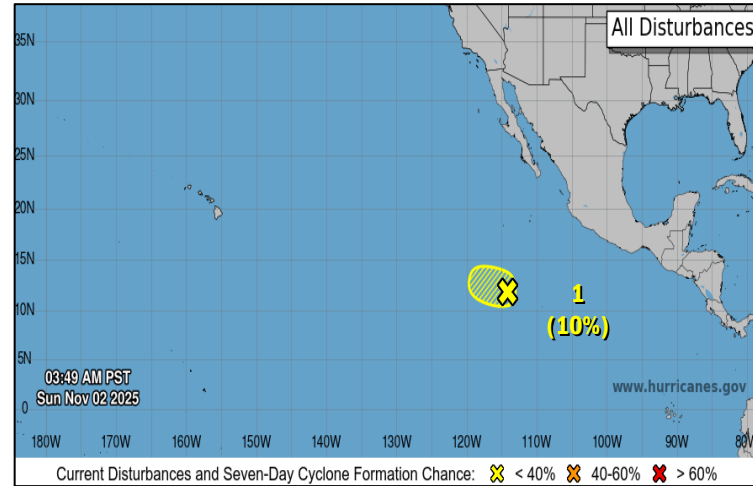 All Disturbances
35N
30N
25N
20N
15N
10N
1
(10%)
5N
03:49 AM PST
Sun Nov 02 2025
www.hurricanes.gov
0
180W 170W 160W 150W 140W 130W 120W 110W 100W 90W 80W
Current Disturbances and Seven-Day Cyclone Formation Chance: < 40% 40-60% > 60%